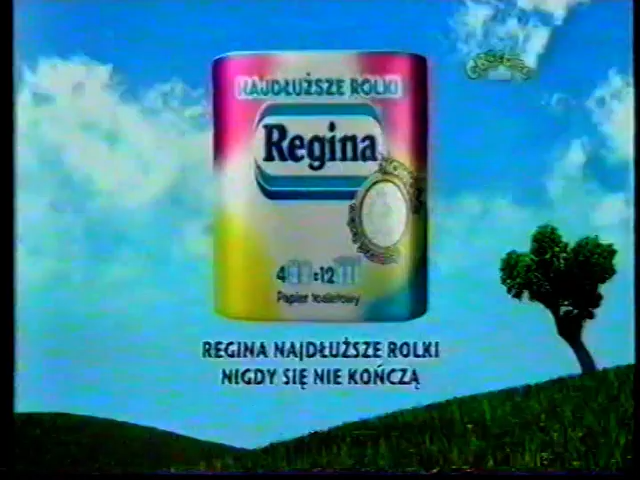 NAJDŁUŻSZE ROLKI
Regina
4 =12
Papier toaletowy
REGINA NAJDŁUŻSZE ROLKI
NIGDY SIĘ NIE KOŃCZĄ